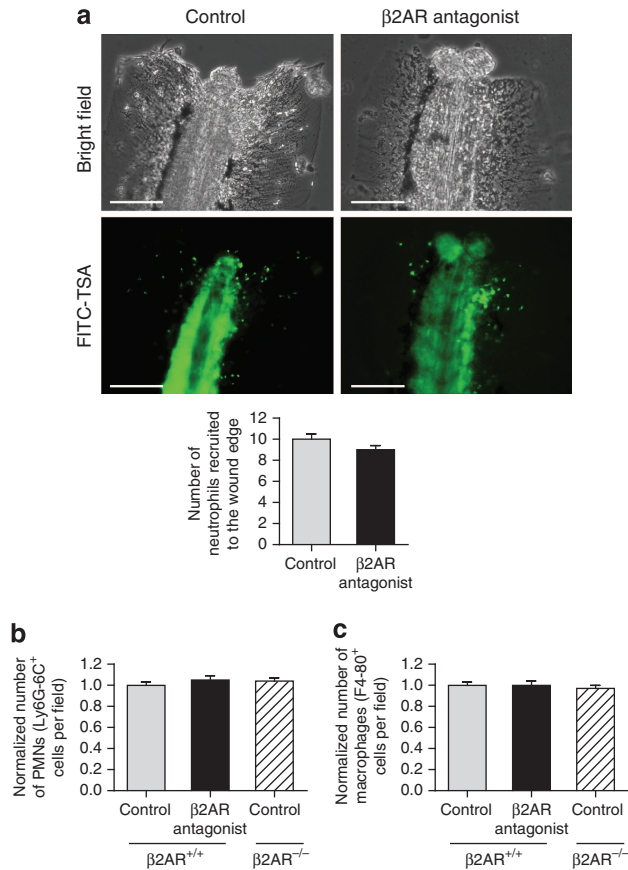 a
Control
β2AR antagonist
Bright field
FITC-TSA
Number of
neutrophils recruited
to the wound edge
12
10
8
6
4
2
0
Control
β2AR
antagonist
b
Normalized number
of PMNs (Ly6G-6C+
cells per field)
1.2
1.0
0.8
0.6
0.4
0.2
0.0
Control
β2AR
antagonist
Control
β2AR+/+
β2AR−/−
c
Normalized number of
macrophages (F4-80+
cells per field)
1.2
1.0
0.8
0.6
0.4
0.2
0.0
Control
β2AR
antagonist
Control
β2AR+/+
β2AR−/−